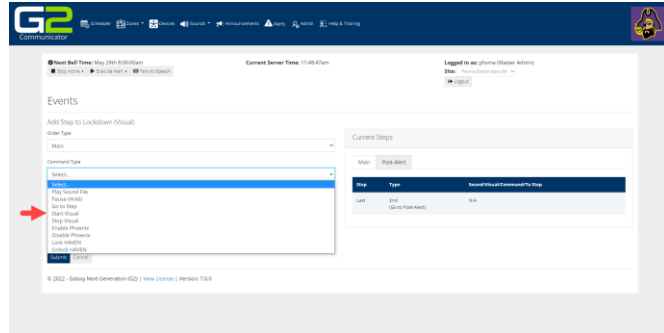 G2
Communicator
Scheduler Zones Devices Sounds Announcements Alerts Admin Help & Training
Next Bell Time: May 29th 8:00:00am Current Server Time: 11:48:47am Logged in as: pherna (Master Admin)
Stop Alerts Execute Alert Text-to-Speech Site:
Logout
Events
Add Step to Lockdown (Visual)
Order Type
Main
Command Type
Select..
Select..
Play Sound File
Pause (Hold)
Go to Step
Start Visual
Stop Visual
Enable Phoenix
Disable Phoenix
Lock HAVEN
Unlock HAVEN
Submit Cancel
Current Steps
Main Post-Alert
Step Type Sound/Visual/Command/To Step
Last End N/A
(Go to Post-Alert)
© 2022 - Galaxy Next Generation (G2) | View License | Version: 7.0.0